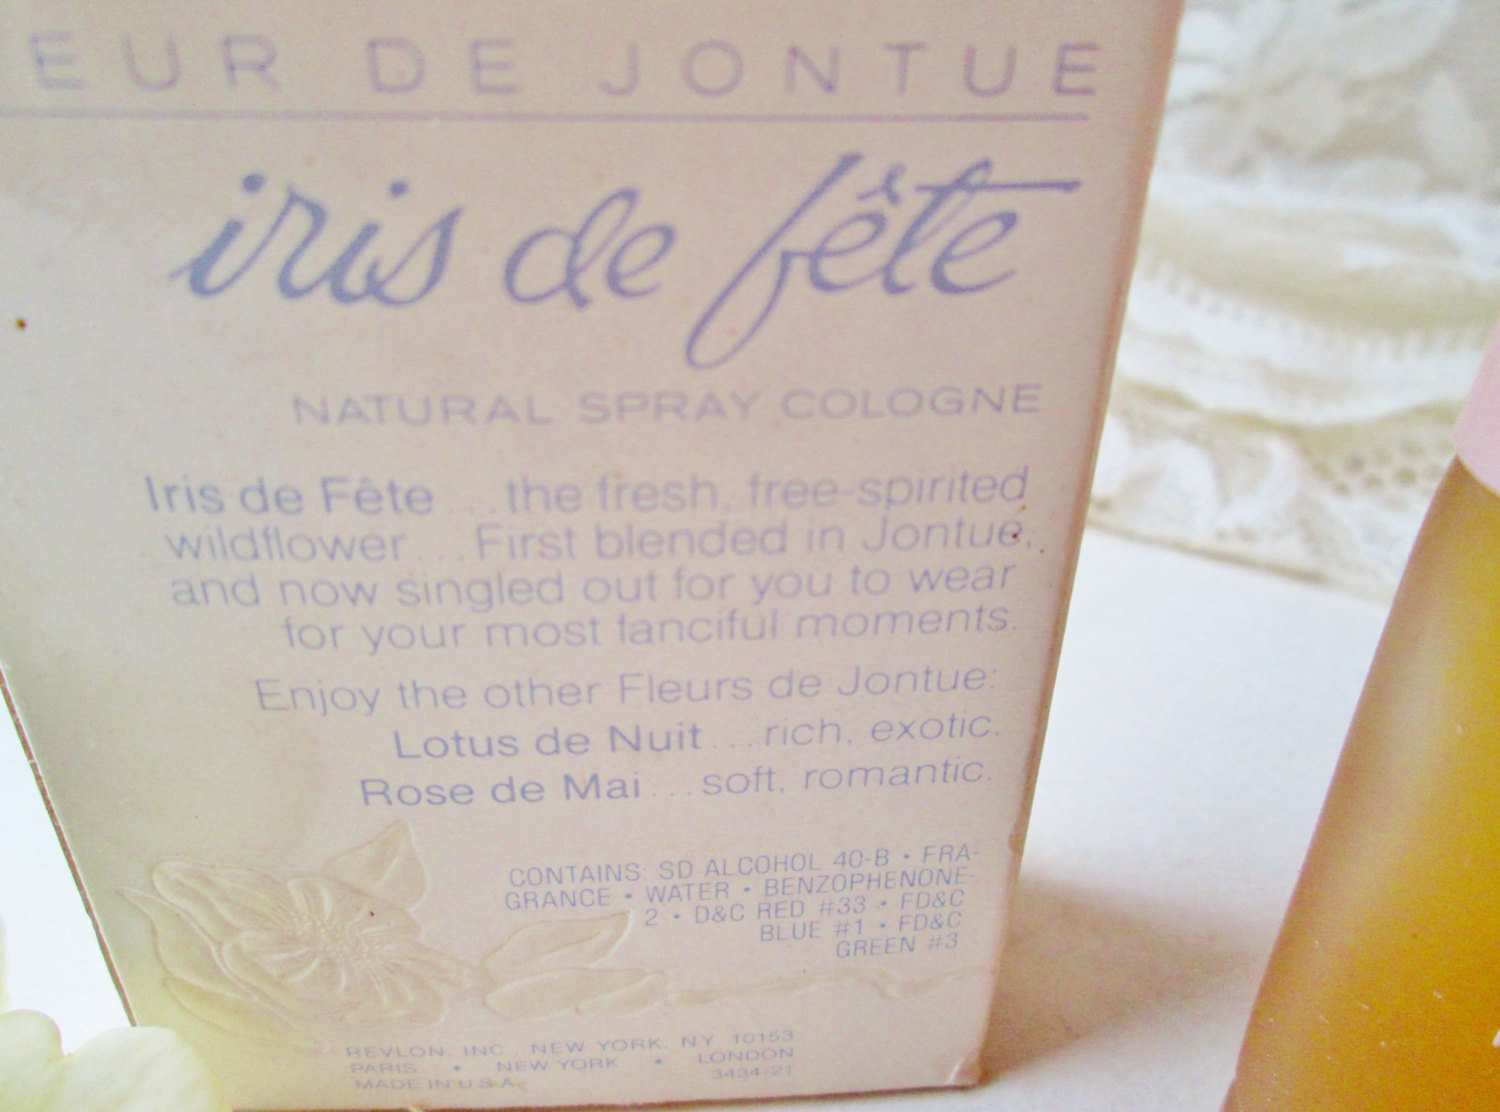 EUR DE JONTUE
iris de fête
NATURAL SPRAY COLOGNE
Iris de Fête...the fresh, free-spirited
wildflower...First blended in Jontue,
and now singled out for you to wear
for your most fanciful moments.
Enjoy the other Fleurs de Jontue:
Lotus de Nuit...rich, exotic.
Rose de Mai...soft, romantic.
CONTAINS: SD ALCOHOL 40-B • FRA-
GRANCE • WATER • BENZOPHENONE-
2 • D&C RED #33 • FD&C
BLUE #1 • FD&C
GREEN #3
REVLON, INC. NEW YORK, NY 10153
PARIS • NEW YORK • LONDON
MADE IN U.S.A. 3434-21